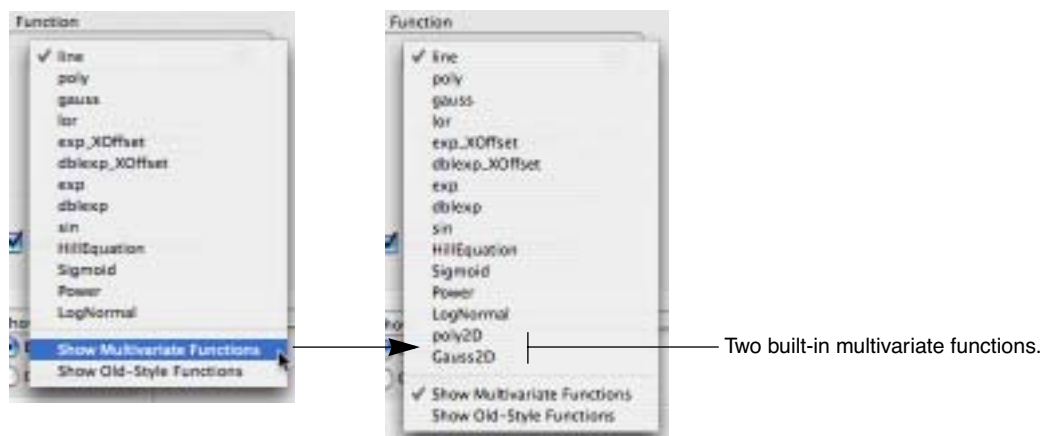 Function
✓ line
poly
gauss
lor
exp_XOffset
dblexp_XOffset
exp
dblexp
sin
HillEquation
Sigmoid
Power
LogNormal
Show Multivariate Functions
Show Old-Style Functions
Function
✓ line
poly
gauss
lor
exp_XOffset
dblexp_XOffset
exp
dblexp
sin
HillEquation
Sigmoid
Power
LogNormal
poly2D
Gauss2D
✓ Show Multivariate Functions
Show Old-Style Functions
Two built-in multivariate functions.